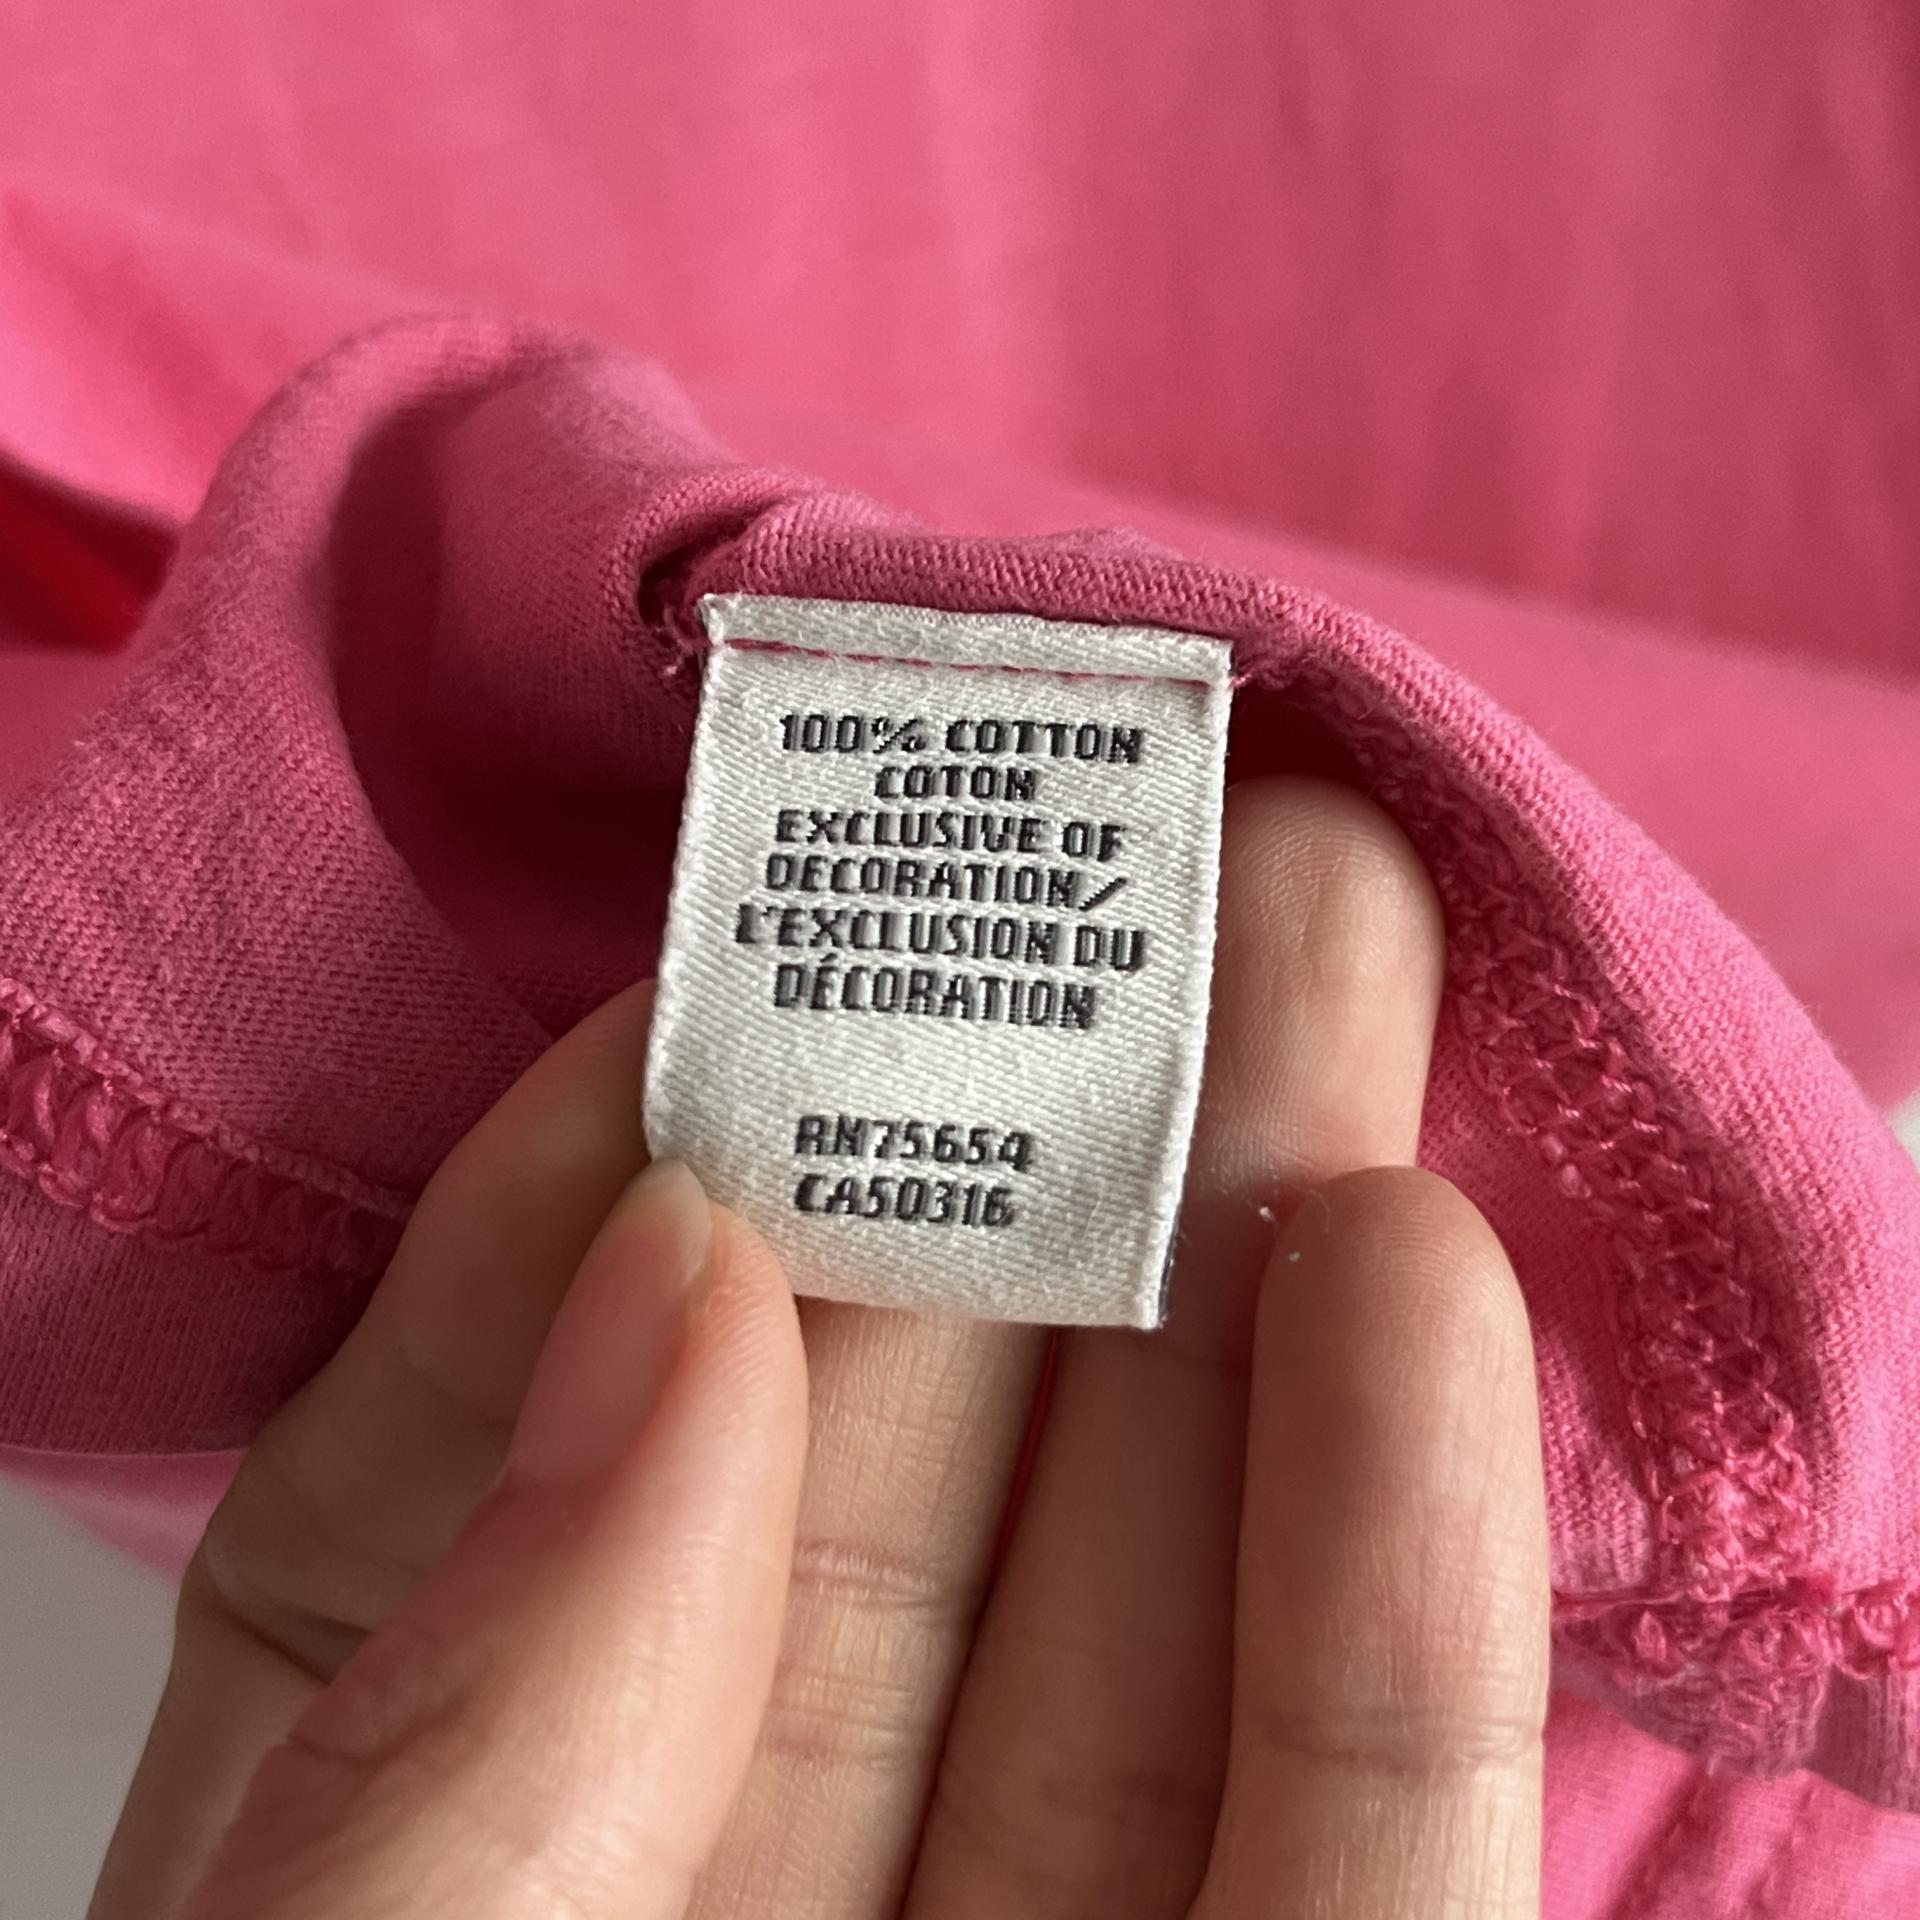 100% COTTON
COTON
EXCLUSIVE OF
DECORATION/
L'EXCLUSION DU
DÉCORATION
RN75654
CA50316